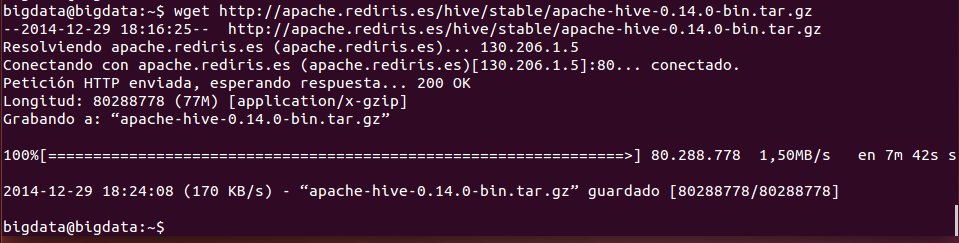 bigdata@bigdata:~$ wget http://apache.rediris.es/hive/stable/apache-hive-0.14.0-bin.tar.gz
--2014-12-29 18:16:25--  http://apache.rediris.es/hive/stable/apache-hive-0.14.0-bin.tar.gz
Resolviendo apache.rediris.es (apache.rediris.es)... 130.206.1.5
Conectando con apache.rediris.es (apache.rediris.es)[130.206.1.5]:80... conectado.
Petición HTTP enviada, esperando respuesta... 200 OK
Longitud: 80288778 (77M) [application/x-gzip]
Grabando a: “apache-hive-0.14.0-bin.tar.gz”
100%[================================================================>] 80.288.778  1,50MB/s   en 7m 42s s
2014-12-29 18:24:08 (170 KB/s) - “apache-hive-0.14.0-bin.tar.gz” guardado [80288778/80288778]
bigdata@bigdata:~$